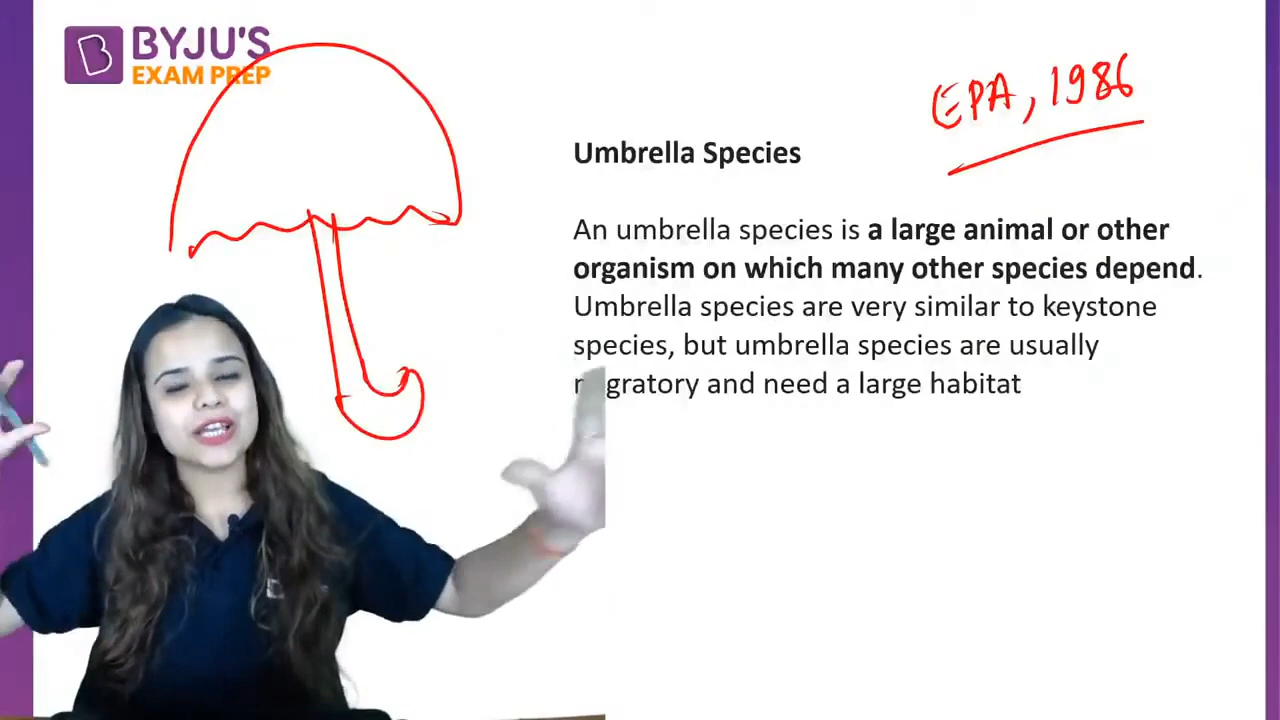 BYJU'S
EXAM PREP
EPA, 1986
Umbrella Species
An umbrella species is a large animal or other
organism on which many other species depend.
Umbrella species are very similar to keystone
species, but umbrella species are usually
migratory and need a large habitat